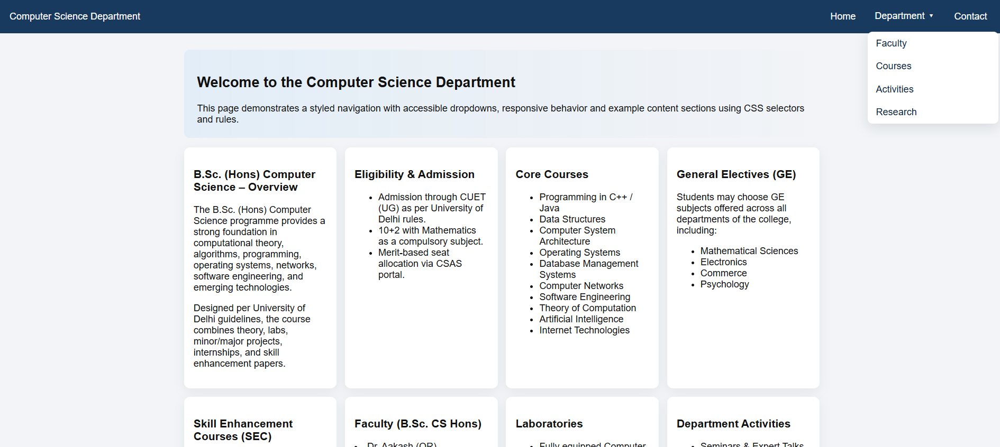 Computer Science Department
Home
Department ▼
Contact
Faculty
Courses
Activities
Research
Welcome to the Computer Science Department
This page demonstrates a styled navigation with accessible dropdowns, responsive behavior and example content sections using CSS selectors
and rules.
B.Sc. (Hons) Computer
Science – Overview
The B.Sc. (Hons) Computer
Science programme provides a
strong foundation in
computational theory,
algorithms, programming,
operating systems, networks,
software engineering, and
emerging technologies.
Designed per University of
Delhi guidelines, the course
combines theory, labs,
minor/major projects,
internships, and skill
enhancement papers.
Eligibility & Admission
• Admission through CUET
(UG) as per University of
Delhi rules.
• 10+2 with Mathematics
as a compulsory subject.
• Merit-based seat
allocation via CSAS
portal.
Core Courses
• Programming in C++ /
Java
• Data Structures
• Computer System
Architecture
• Operating Systems
• Database Management
Systems
• Computer Networks
• Software Engineering
• Theory of Computation
• Artificial Intelligence
• Internet Technologies
General Electives (GE)
Students may choose GE
subjects offered across all
departments of the college,
including:
• Mathematical Sciences
• Electronics
• Commerce
• Psychology
Skill Enhancement
Courses (SEC)
Faculty (B.Sc. CS Hons)
• Dr. Aakash (OR)
Laboratories
• Fully equipped Computer
Department Activities
• Seminars & Expert Talks